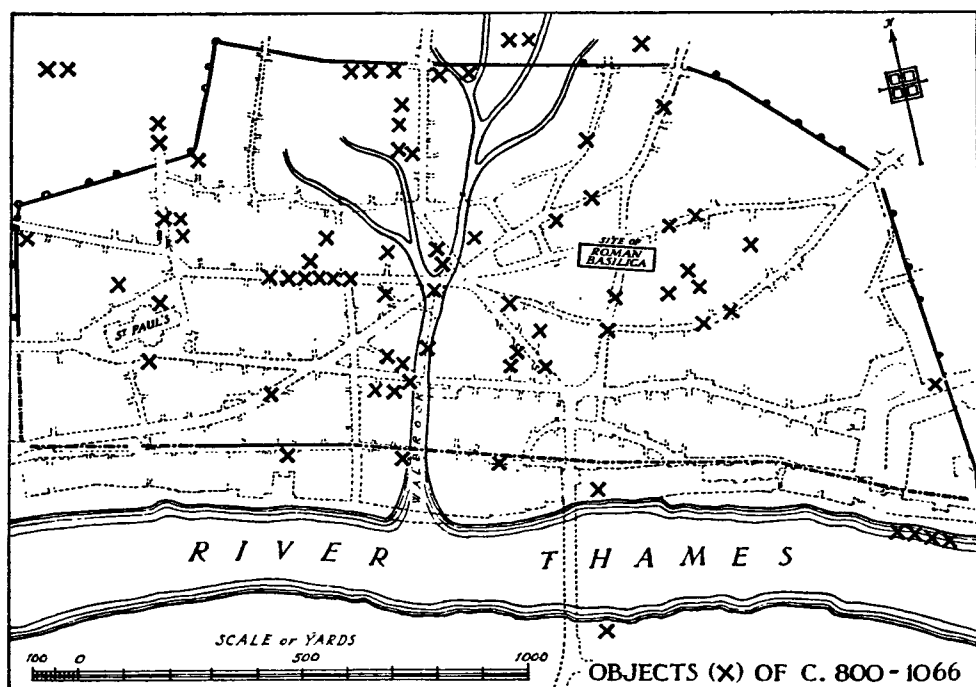 N
SITE OF
ROMAN
BASILICA
ST PAUL'S
WALBROOK
RIVER THAMES
SCALE OF YARDS
100 0 500 1000
OBJECTS (X) OF C. 800-1066